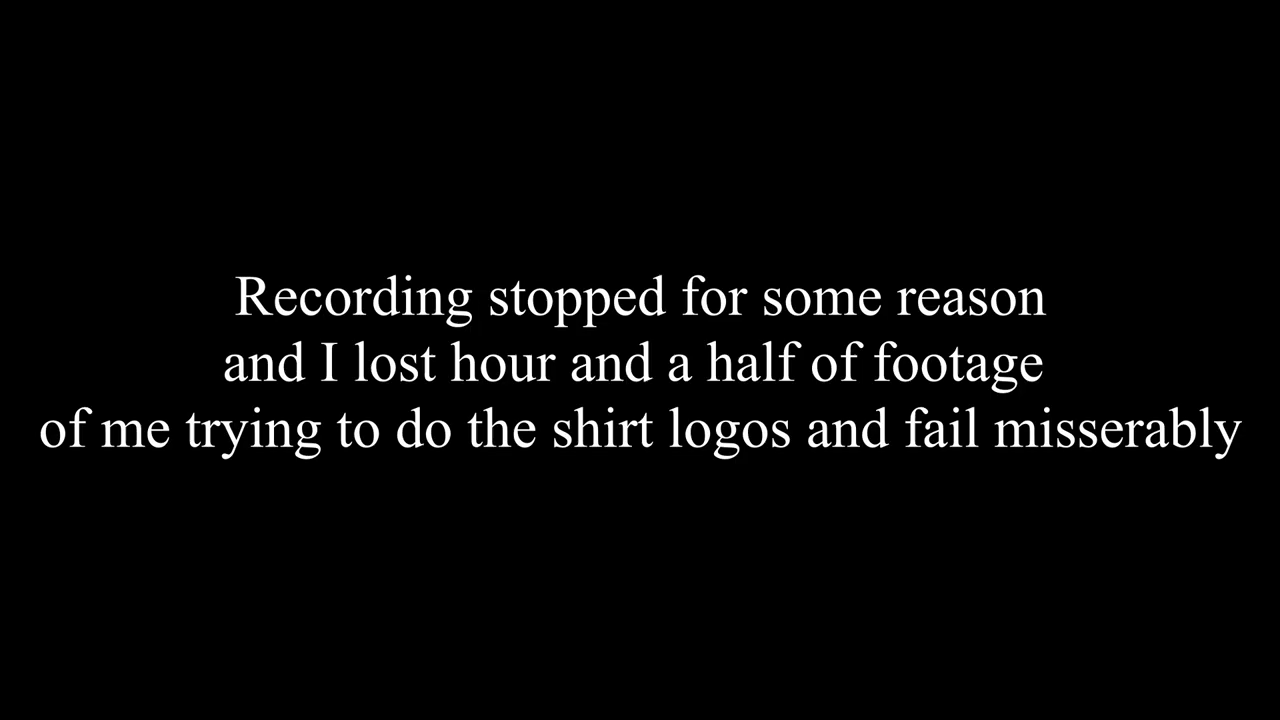 Recording stopped for some reason
and I lost hour and a half of footage
of me trying to do the shirt logos and fail misserably